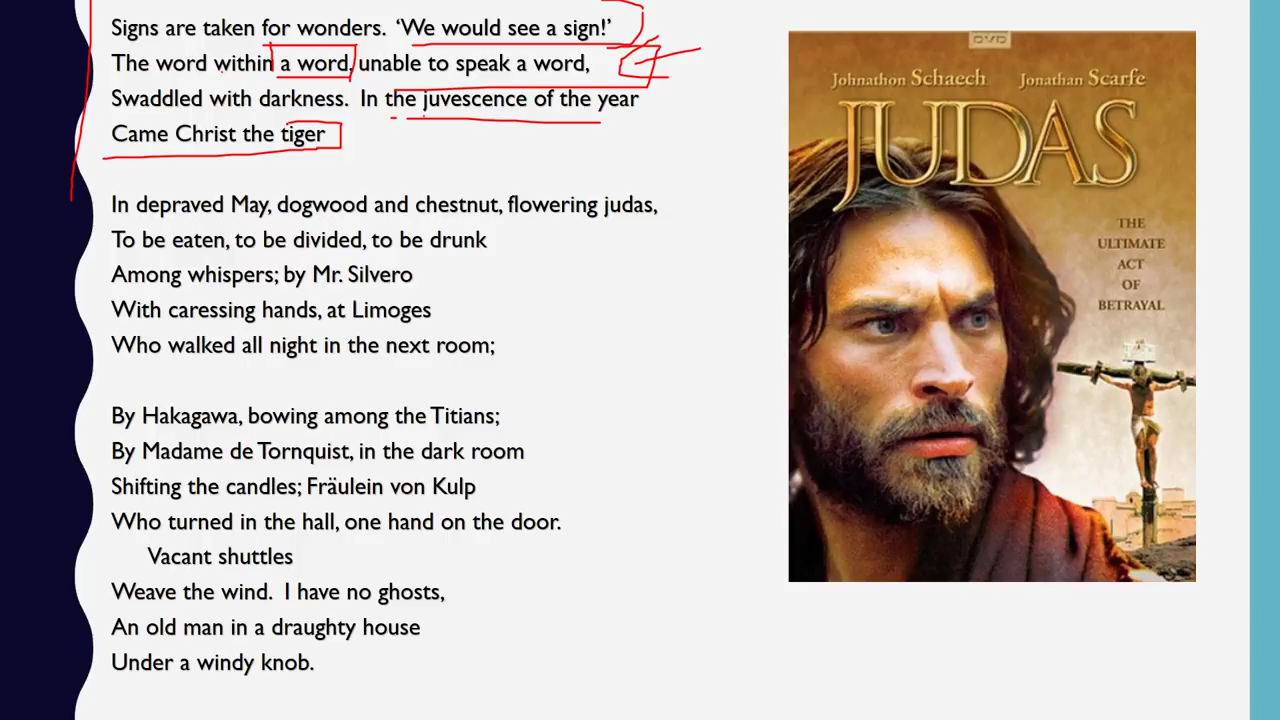 Signs are taken for wonders. ‘We would see a sign!’
The word within a word, unable to speak a word,
Swaddled with darkness. In the juvescence of the year
Came Christ the tiger
In depraved May, dogwood and chestnut, flowering judas,
To be eaten, to be divided, to be drunk
Among whispers; by Mr. Silvero
With caressing hands, at Limoges
Who walked all night in the next room;
By Hakagawa, bowing among the Titians;
By Madame de Tornquist, in the dark room
Shifting the candles; Fräulein von Kulp
Who turned in the hall, one hand on the door.
Vacant shuttles
Weave the wind. I have no ghosts,
An old man in a draughty house
Under a windy knob.
DVD
Johnathon Schaech Jonathan Scarfe
JUDAS
THE
ULTIMATE
ACT
OF
BETRAYAL